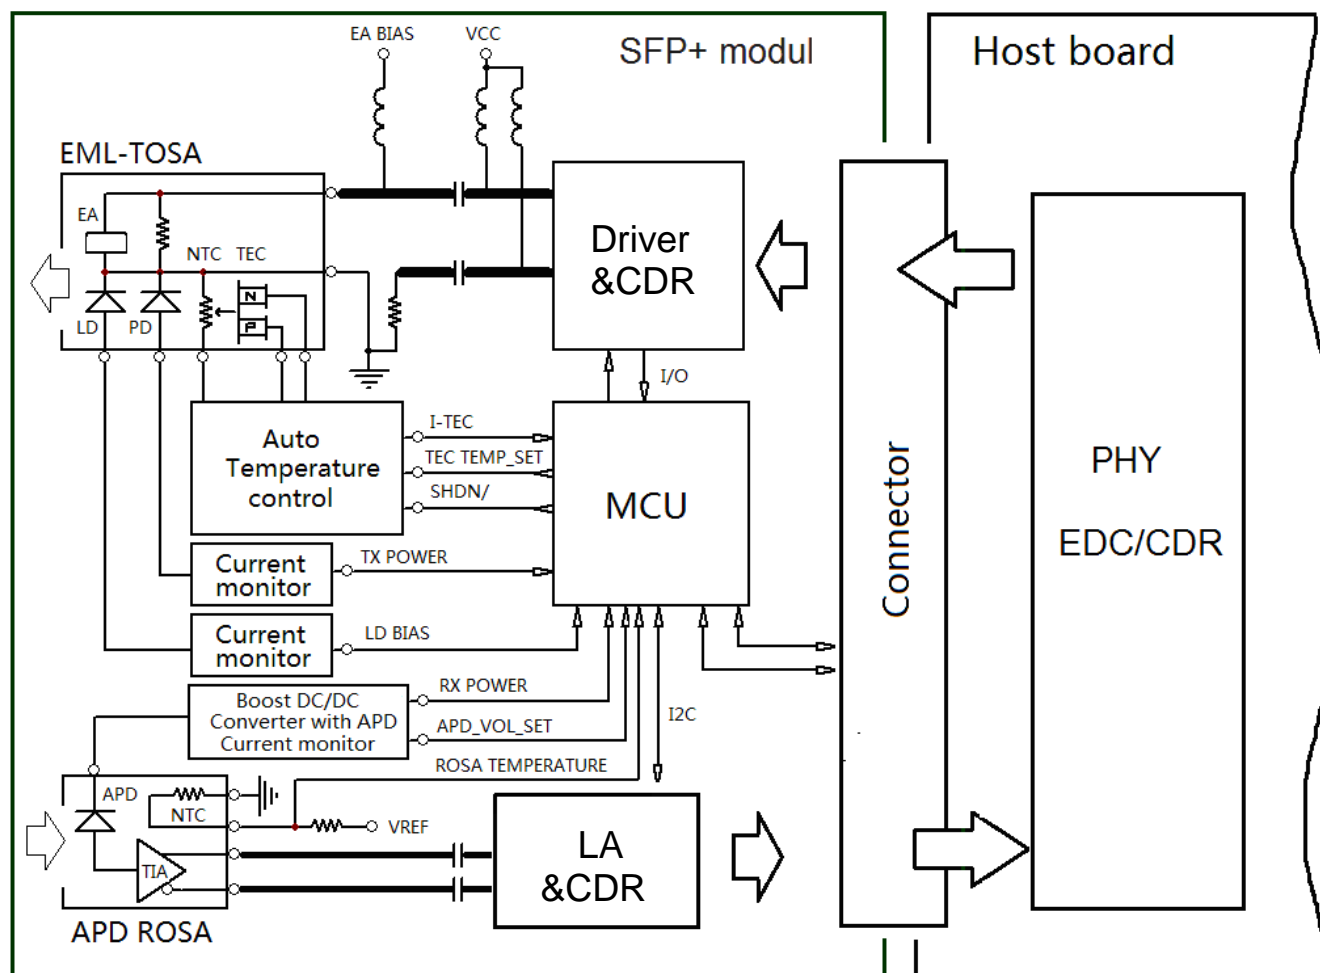 EA BIAS
VCC
SFP+ modul
Host board
EML-TOSA
EA
NTC
TEC
N
P
LD
PD
Driver
&CDR
I/O
Auto
Temperature
control
I-TEC
TEC TEMP_SET
SHDN/
MCU
Connector
PHY
EDC/CDR
Current
monitor
TX POWER
Current
monitor
LD BIAS
Boost DC/DC
Converter with APD
Current monitor
RX POWER
APD_VOL_SET
I2C
ROSA TEMPERATURE
APD
NTC
VREF
TIA
LA
&CDR
APD ROSA